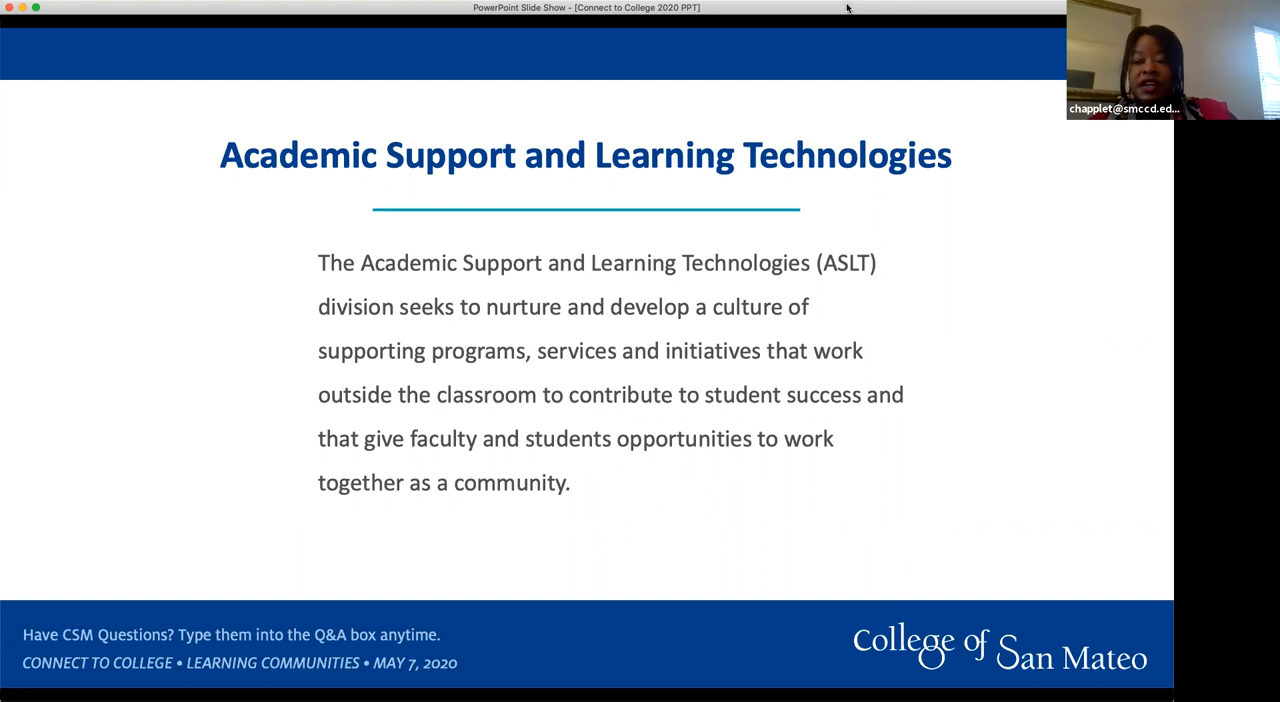 PowerPoint Slide Show - [Connect to College 2020 PPT]
chapplet@smccd.ed...
Academic Support and Learning Technologies
The Academic Support and Learning Technologies (ASLT)
division seeks to nurture and develop a culture of
supporting programs, services and initiatives that work
outside the classroom to contribute to student success and
that give faculty and students opportunities to work
together as a community.
Have CSM Questions? Type them into the Q&A box anytime.
CONNECT TO COLLEGE • LEARNING COMMUNITIES • MAY 7, 2020
College of
San Mateo